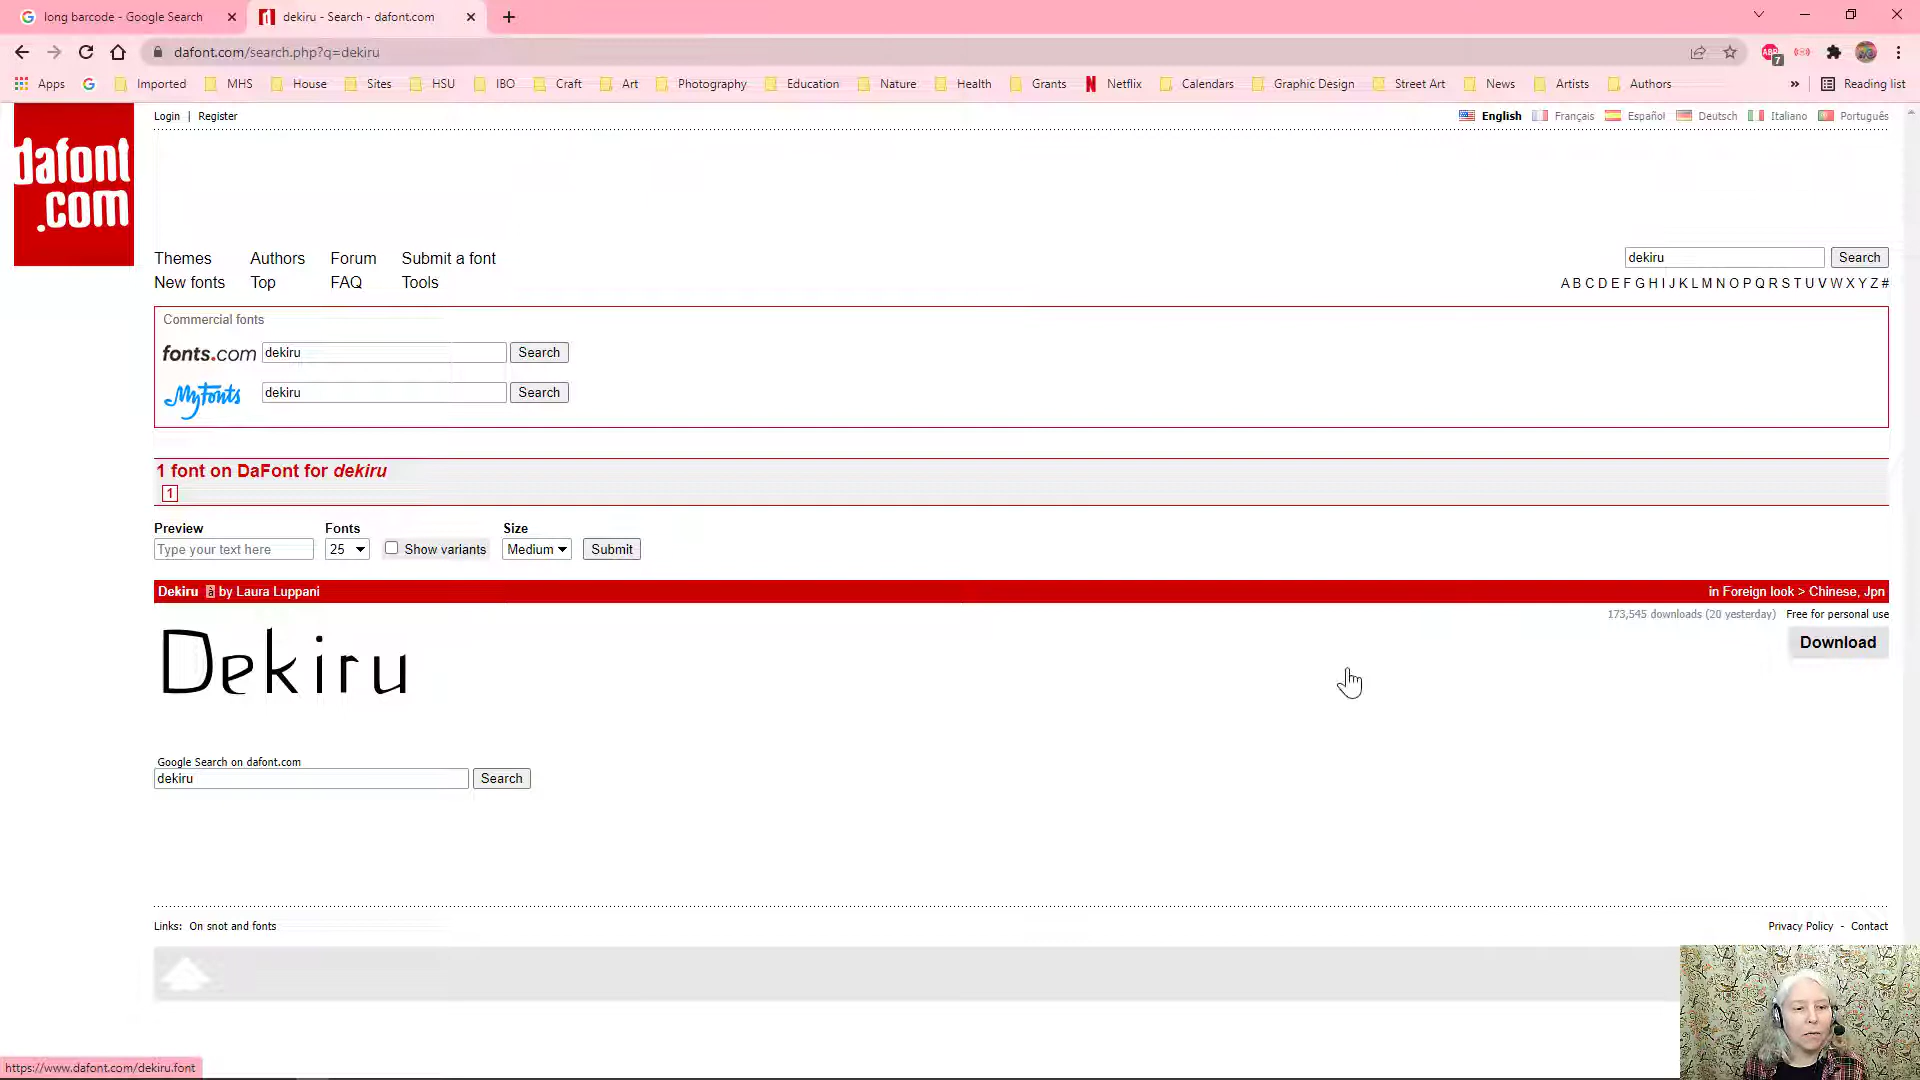 long barcode - Google Search
dekiru - Search - dafont.com
dafont.com/search.php?q=dekiru
ABP
7
Apps
Imported
MHS
House
Sites
HSU
IBO
Craft
Art
Photography
Education
Nature
Health
Grants
Netflix
Calendars
Graphic Design
Street Art
News
Artists
Authors
»
Reading list
dafont
.com
Login | Register
English
Français
Español
Deutsch
Italiano
Português
Themes Authors Forum Submit a font
New fonts Top FAQ Tools
dekiru Search
A B C D E F G H I J K L M N O P Q R S T U V W X Y Z #
Commercial fonts
fonts.com dekiru Search
MyFonts dekiru Search
1 font on DaFont for dekiru
1
Preview Fonts Size
Type your text here 25 Show variants Medium Submit
Dekiru à by Laura Luppani in Foreign look > Chinese, Jpn
173,545 downloads (20 yesterday) Free for personal use
Download
Dekiru
Google Search on dafont.com
dekiru Search
Links: On snot and fonts
Privacy Policy - Contact
https://www.dafont.com/dekiru.font